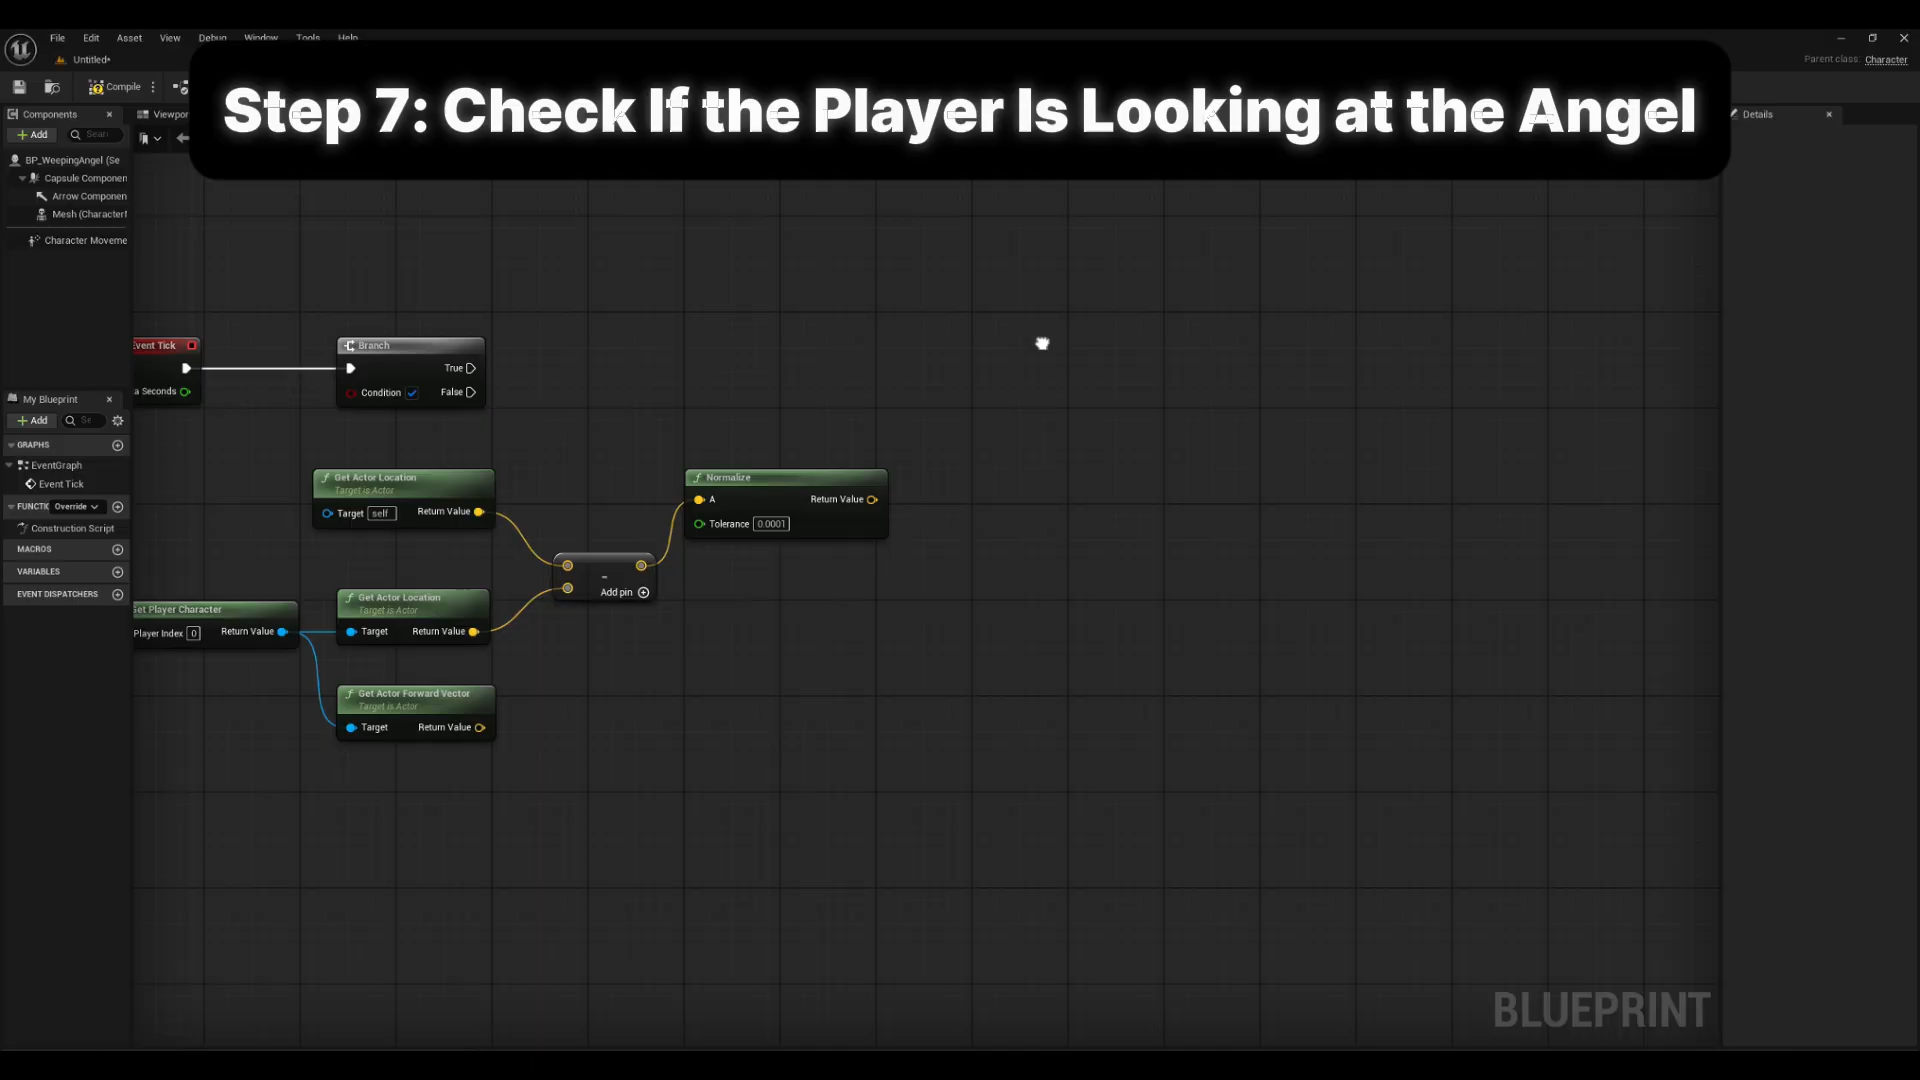 File Edit Asset View Debug Window Tools Help
Untitled*
Parent class: Character
Compile
Step 7: Check If the Player Is Looking at the Angel
Components
Viewpor
Details
Add
Sear
BP_WeepingAngel (Se
Capsule Componen
Arrow Componen
Mesh (Character
Character Moveme
My Blueprint
Add
Se
GRAPHS
EventGraph
Event Tick
FUNCTIO
Override
Construction Script
MACROS
VARIABLES
EVENT DISPATCHERS
Event Tick
a Seconds
Branch
True
Condition
False
Get Actor Location
Target is Actor
Target self
Return Value
Normalize
A
Return Value
Tolerance 0.0001
-
Add pin
Get Player Character
Player Index 0
Return Value
Get Actor Location
Target is Actor
Target
Return Value
Get Actor Forward Vector
Target is Actor
Target
Return Value
BLUEPRINT